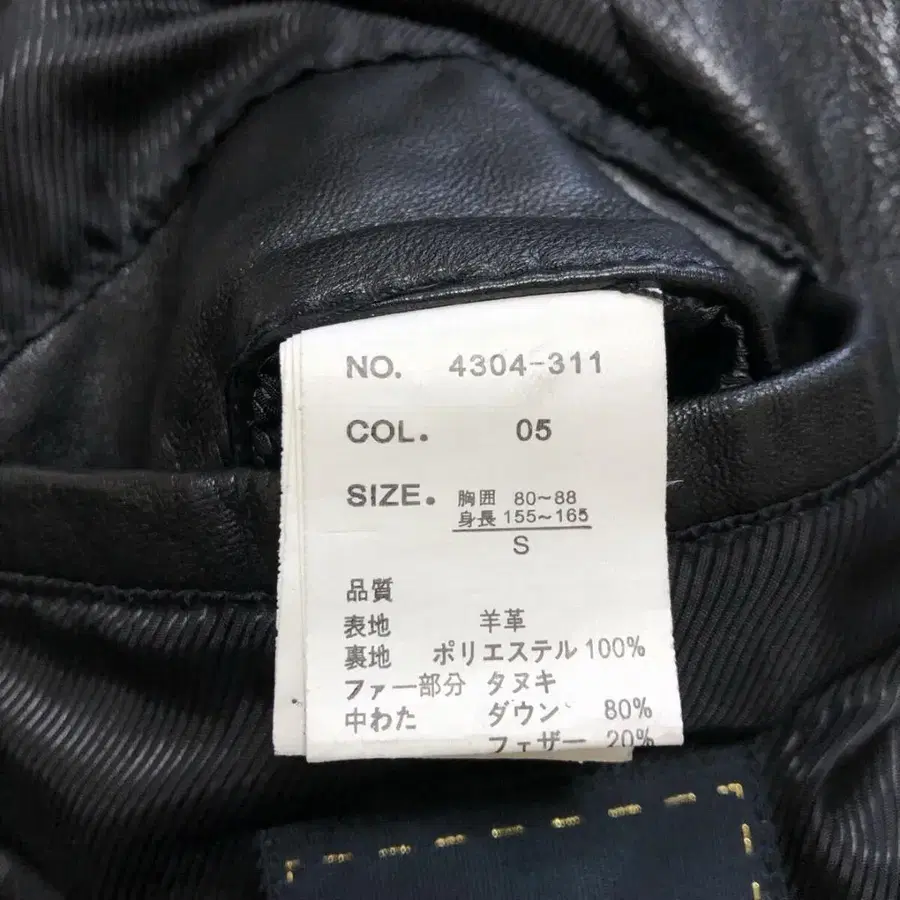 NO. 4304-311
COL. 05
SIZE. 胸囲 80~88
身長 155~165
S
品質
表地 羊革
裏地 ポリエステル 100%
ファー部分 タヌキ
中わた ダウン 80%
フェザー 20%